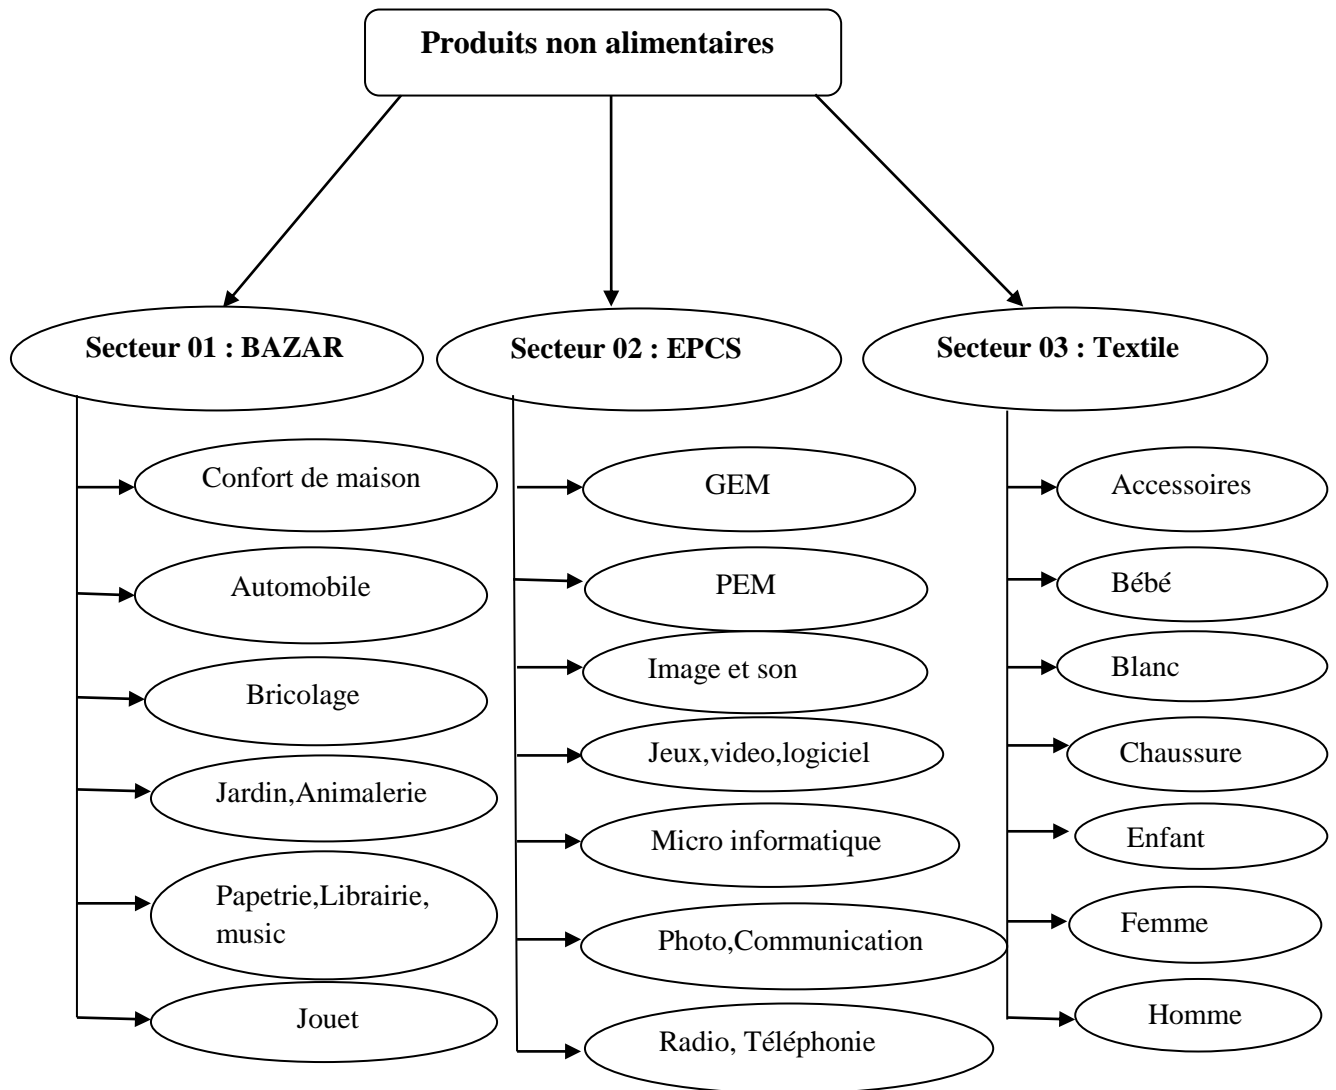 Produits non alimentaires
Secteur 01 : BAZAR
Secteur 02 : EPCS
Secteur 03 : Textile
Confort de maison
Automobile
Bricolage
Jardin,Animalerie
Papetrie,Librairie,
music
Jouet
GEM
PEM
Image et son
Jeux,video,logiciel
Micro informatique
Photo,Communication
Radio, Téléphonie
Accessoires
Bébé
Blanc
Chaussure
Enfant
Femme
Homme